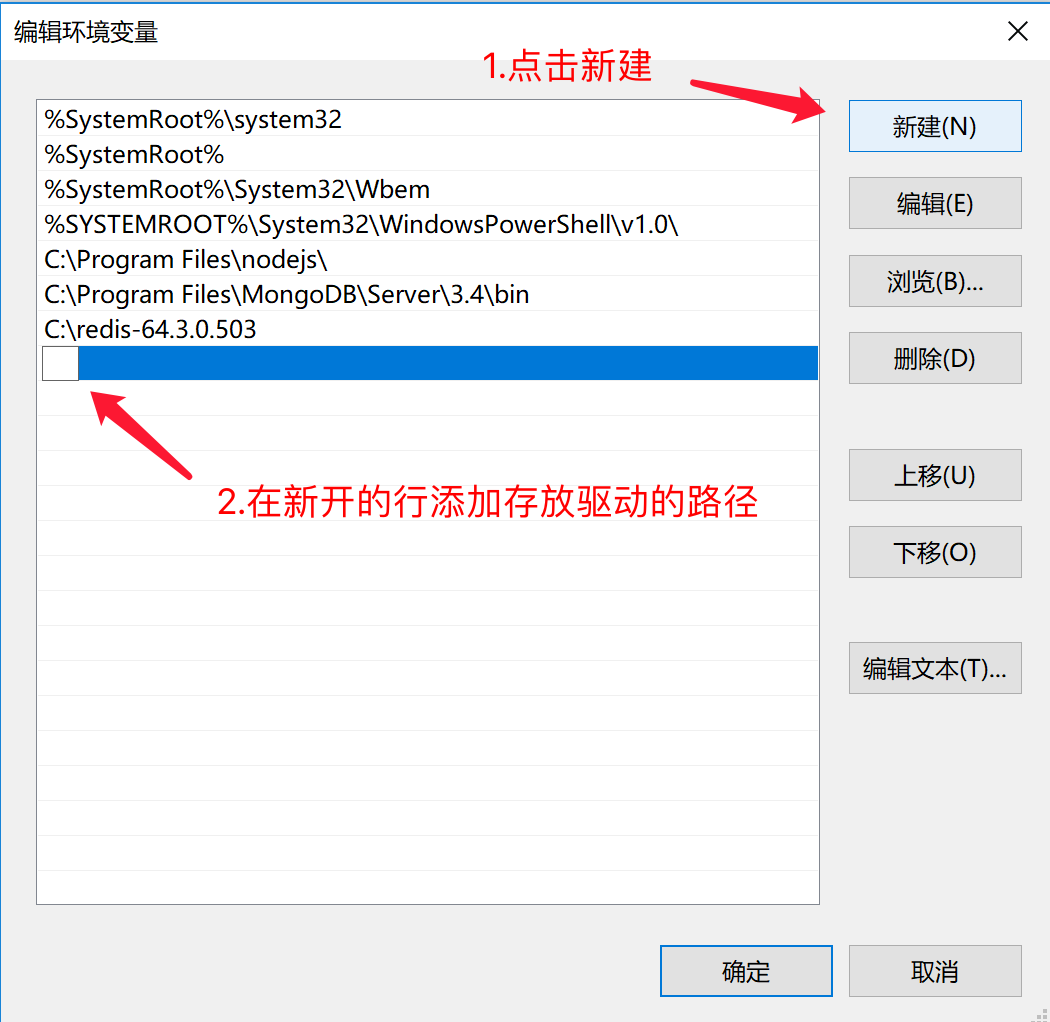 编辑环境变量
1.点击新建
%SystemRoot%\system32
%SystemRoot%
%SystemRoot%\System32\Wbem
%SYSTEMROOT%\System32\WindowsPowerShell\v1.0\
C:\Program Files\nodejs\
C:\Program Files\MongoDB\Server\3.4\bin
C:\redis-64.3.0.503
2.在新开的行添加存放驱动的路径
新建(N)
编辑(E)
浏览(B)...
删除(D)
上移(U)
下移(O)
编辑文本(T)...
确定
取消